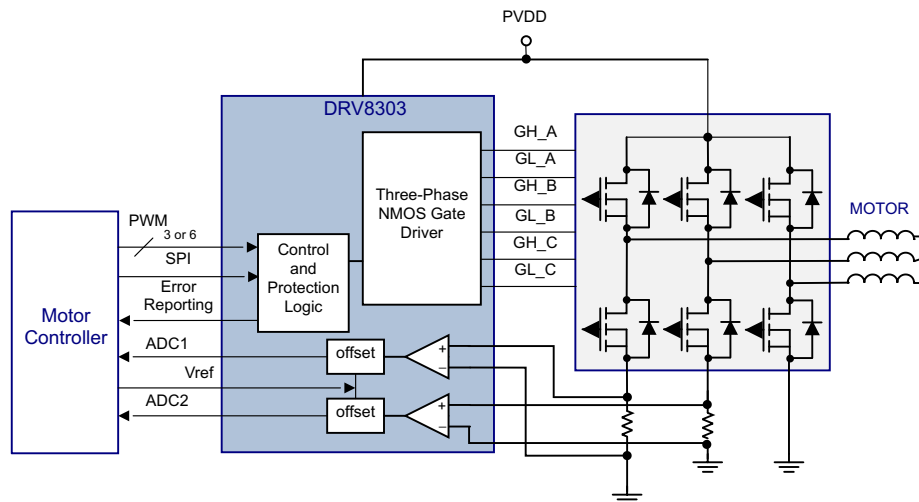 PVDD
DRV8303
GH_A
GL_A
GH_B
GL_B
GH_C
GL_C
Three-Phase
NMOS Gate
Driver
MOTOR
PWM
3 or 6
SPI
Error
Reporting
Control
and
Protection
Logic
Motor
Controller
ADC1
Vref
ADC2
offset
offset
+
−
+
−